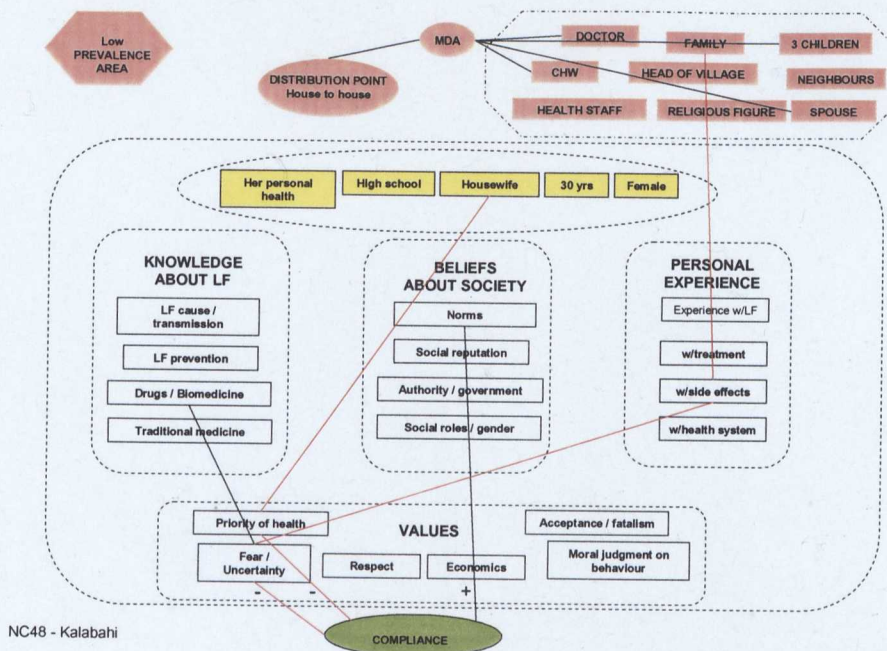 Low
PREVALENCE
AREA
MDA
DISTRIBUTION POINT
House to house
DOCTOR
FAMILY
3 CHILDREN
CHW
HEAD OF VILLAGE
NEIGHBOURS
HEALTH STAFF
RELIGIOUS FIGURE
SPOUSE
Her personal
health
High school
Housewife
30 yrs
Female
KNOWLEDGE
ABOUT LF
LF cause /
transmission
LF prevention
Drugs / Biomedicine
Traditional medicine
BELIEFS
ABOUT SOCIETY
Norms
Social reputation
Authority / government
Social roles / gender
PERSONAL
EXPERIENCE
Experience w/LF
w/treatment
w/side effects
w/health system
Priority of health
VALUES
Acceptance / fatalism
Fear /
Uncertainty
Respect
Economics
Moral judgment on
behaviour
- - +
COMPLIANCE
NC48 - Kalabahi